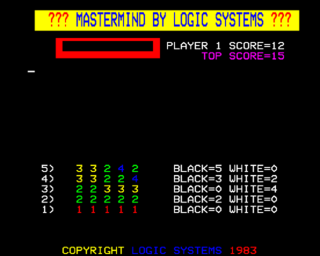 ??? MASTERMIND BY LOGIC SYSTEMS ???
PLAYER 1 SCORE=12
TOP SCORE=15
5) 3 3 2 4 2 BLACK=5 WHITE=0
4) 3 2 2 2 4 BLACK=3 WHITE=2
3) 2 2 3 3 3 BLACK=0 WHITE=4
2) 2 2 2 2 2 BLACK=2 WHITE=0
1) 1 1 1 1 1 BLACK=0 WHITE=0
COPYRIGHT LOGIC SYSTEMS 1983